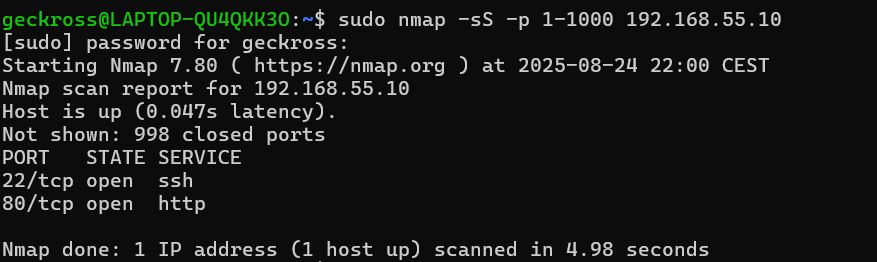 geckross@LAPTOP-QU4QKK3O:~$ sudo nmap -sS -p 1-1000 192.168.55.10
[sudo] password for geckross:
Starting Nmap 7.80 ( https://nmap.org ) at 2025-08-24 22:00 CEST
Nmap scan report for 192.168.55.10
Host is up (0.047s latency).
Not shown: 998 closed ports
PORT   STATE SERVICE
22/tcp open  ssh
80/tcp open  http
Nmap done: 1 IP address (1 host up) scanned in 4.98 seconds